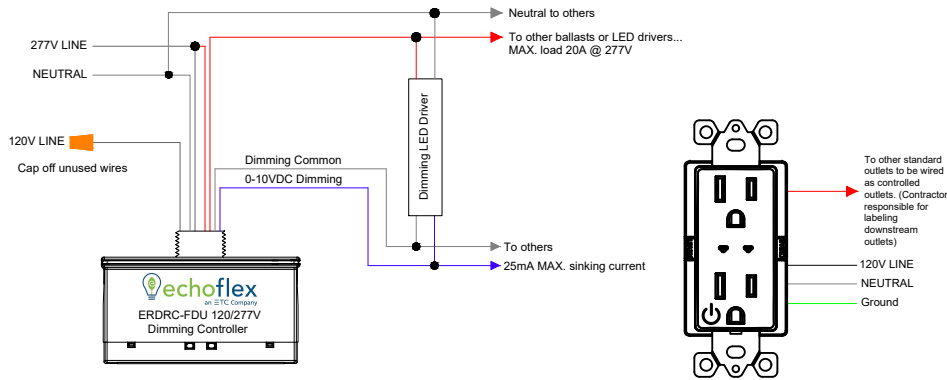 Neutral to others
277V LINE
To other ballasts or LED drivers...
MAX. load 20A @ 277V
NEUTRAL
120V LINE
Cap off unused wires
Dimming Common
0-10VDC Dimming
Dimming LED Driver
To others
25mA MAX. sinking current
echoflex
an ETC Company
ERDRC-FDU 120/277V
Dimming Controller
To other standard
outlets to be wired
as controlled
outlets. (Contractor
responsible for
labeling
downstream
outlets)
120V LINE
NEUTRAL
Ground